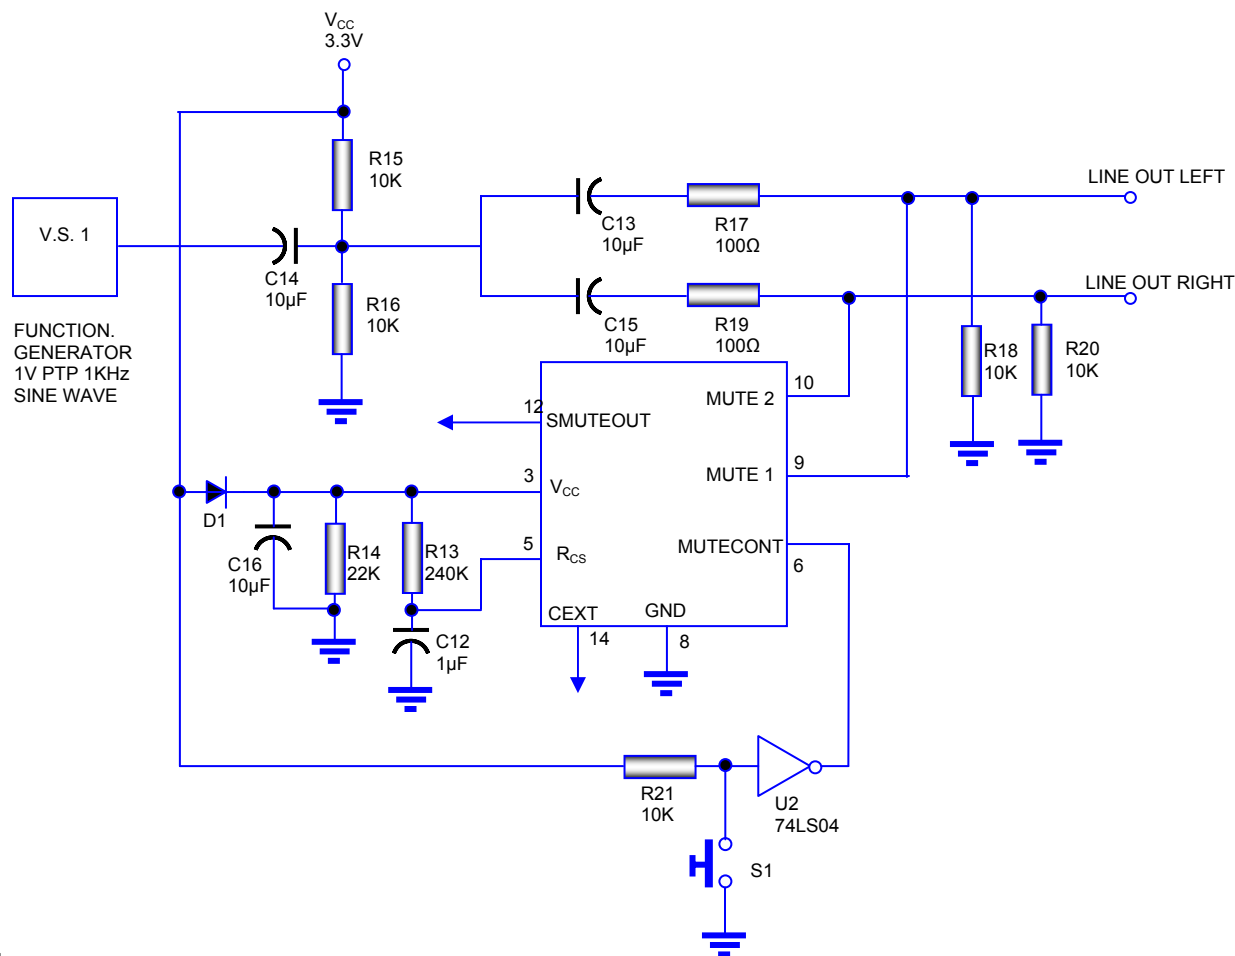 VCC
3.3V
R15
10K
LINE OUT LEFT
V.S. 1
C13
10µF
R17
100Ω
C14
10µF
R16
10K
LINE OUT RIGHT
FUNCTION.
GENERATOR
1V PTP 1KHz
SINE WAVE
C15
10µF
R19
100Ω
R18
10K
R20
10K
12
SMUTEOUT
MUTE 2
10
3
VCC
MUTE 1
9
D1
C16
10µF
R14
22K
R13
240K
5
RCS
MUTECONT
6
CEXT
14
GND
8
C12
1µF
R21
10K
U2
74LS04
S1